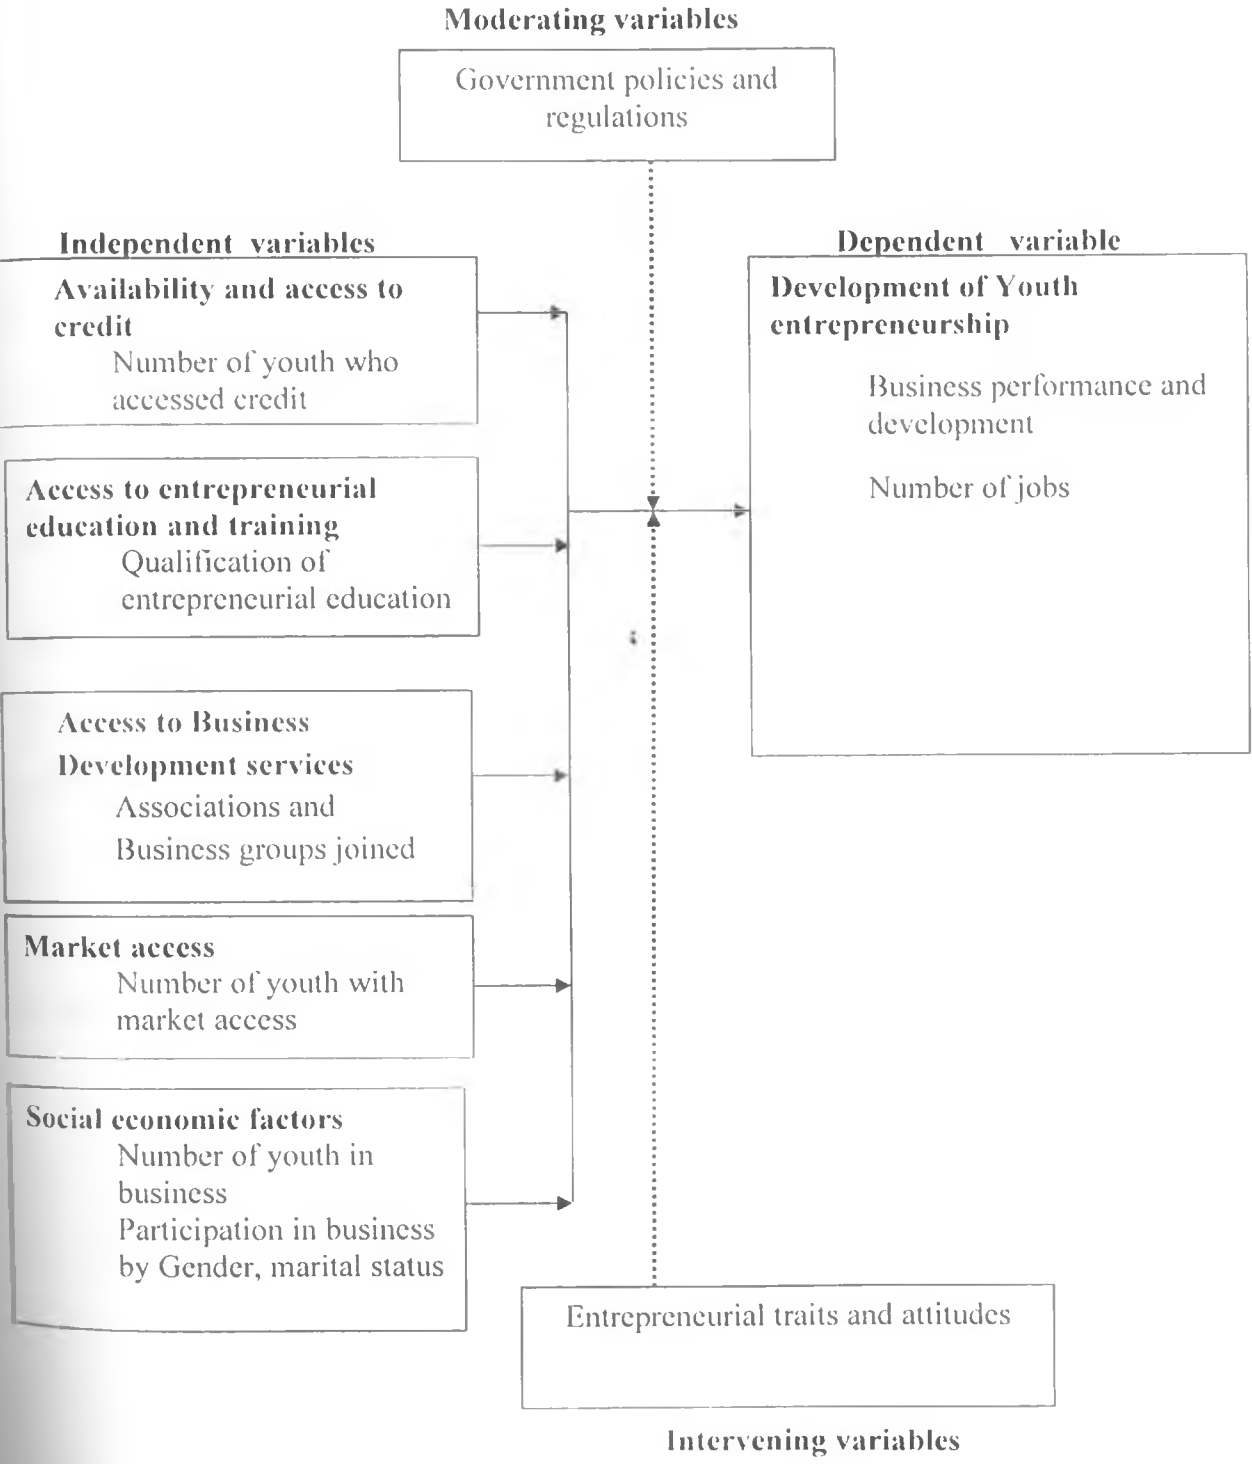 Moderating variables
Government policies and
regulations
Independent variables
Availability and access to
credit
Number of youth who
accessed credit
Access to entrepreneurial
education and training
Qualification of
entrepreneurial education
Access to Business
Development services
Associations and
Business groups joined
Market access
Number of youth with
market access
Social economic factors
Number of youth in
business
Participation in business
by Gender, marital status
Dependent variable
Development of Youth
entrepreneurship
Business performance and
development
Number of jobs
Entrepreneurial traits and attitudes
Intervening variables